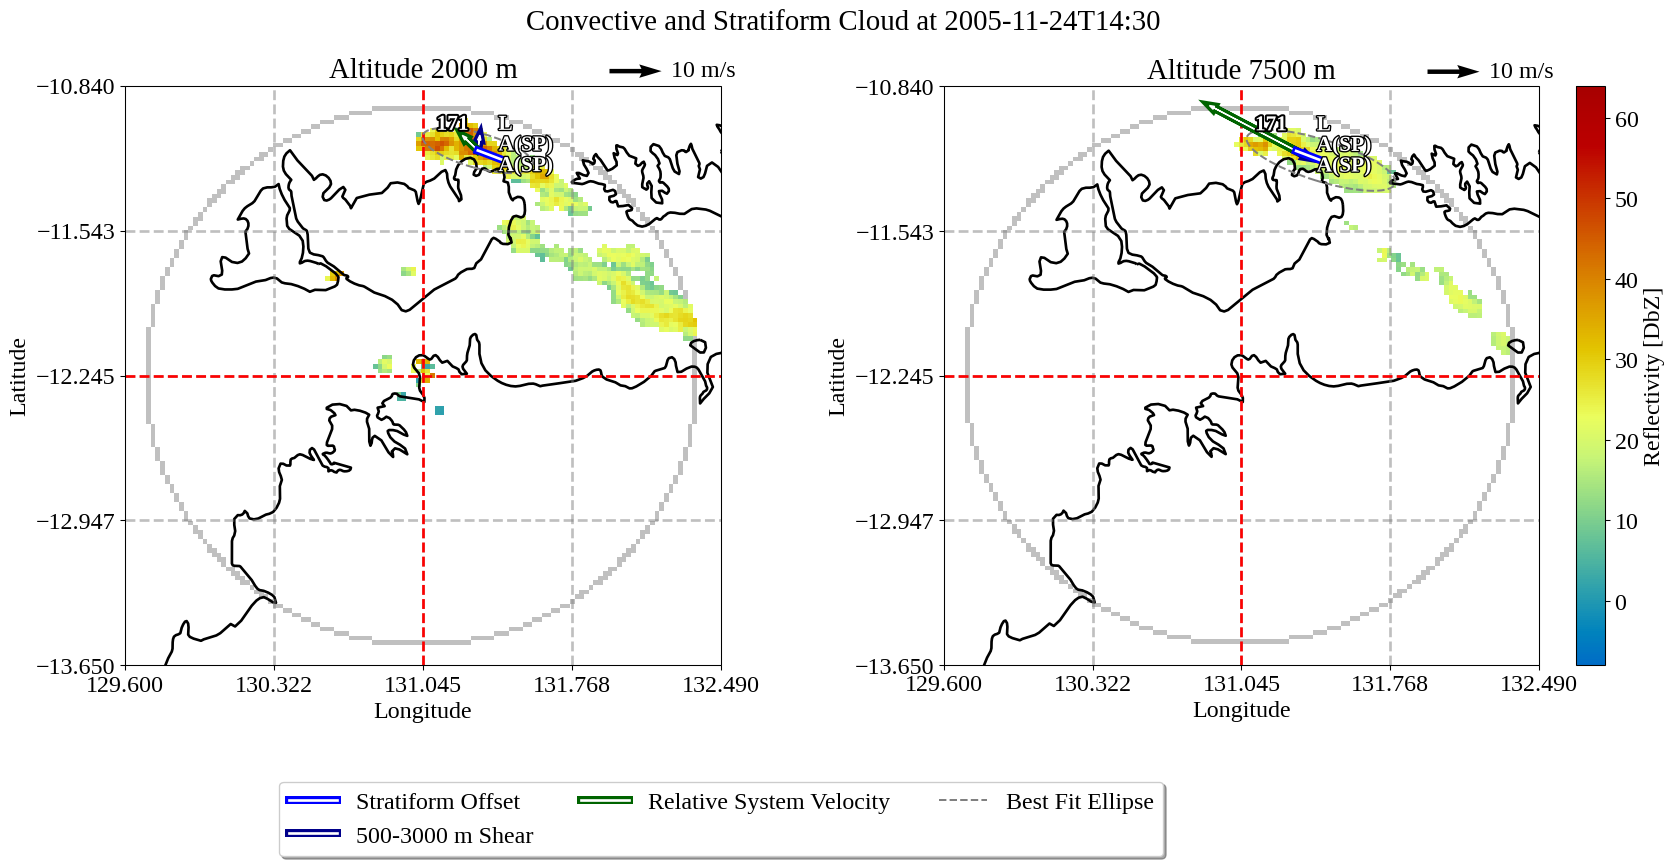 Convective and Stratiform Cloud at 2005-11-24T14:30
Altitude 2000 m
10 m/s
−10.840
−11.543
−12.245
−12.947
−13.650
Latitude
171
L
A(SP)
A(SP)
129.600
130.322
131.045
131.768
132.490
Longitude
Altitude 7500 m
10 m/s
−10.840
−11.543
−12.245
−12.947
−13.650
Latitude
171
L
A(SP)
A(SP)
129.600
130.322
131.045
131.768
132.490
Longitude
60
50
40
30
20
10
0
Reflectivity [DbZ]
Stratiform Offset
500-3000 m Shear
Relative System Velocity
Best Fit Ellipse